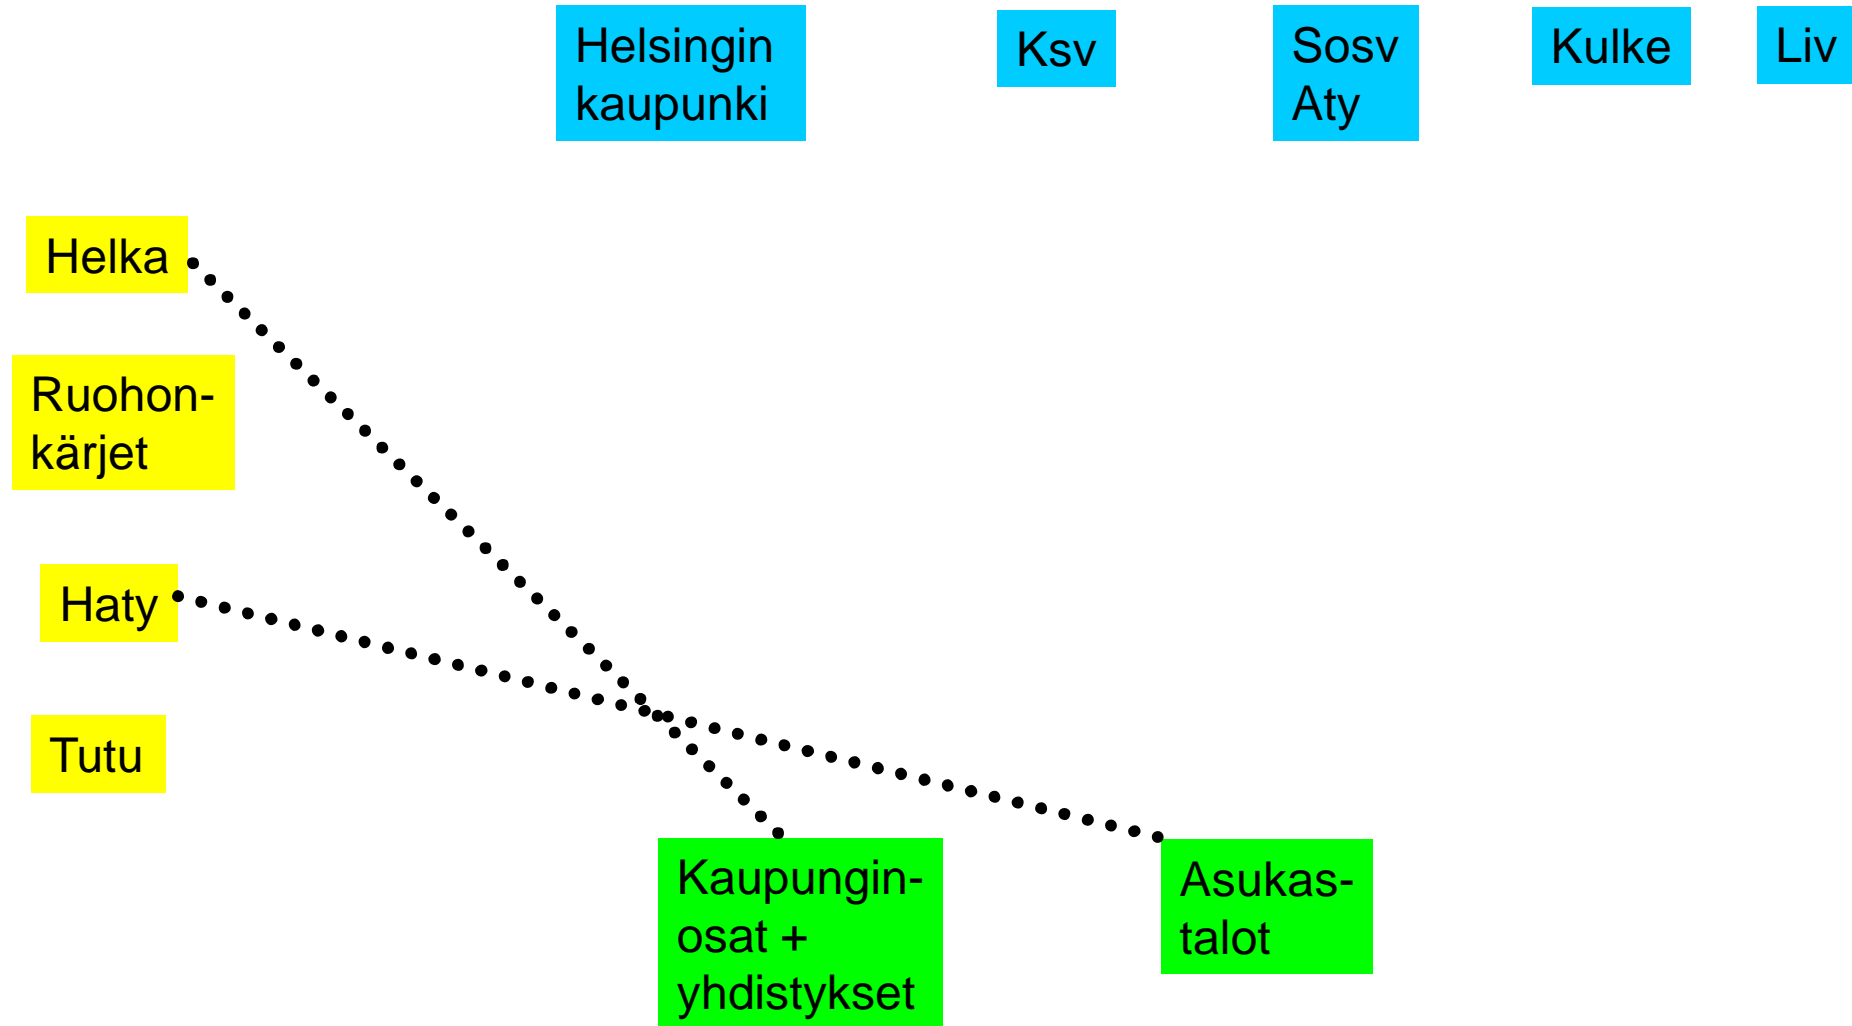 Helsingin
kaupunki
Ksv
Sosv
Aty
Kulke
Liv
Helka
Ruohon-
kärjet
Haty
Tutu
Kaupungin-
osat +
yhdistykset
Asukas-
talot